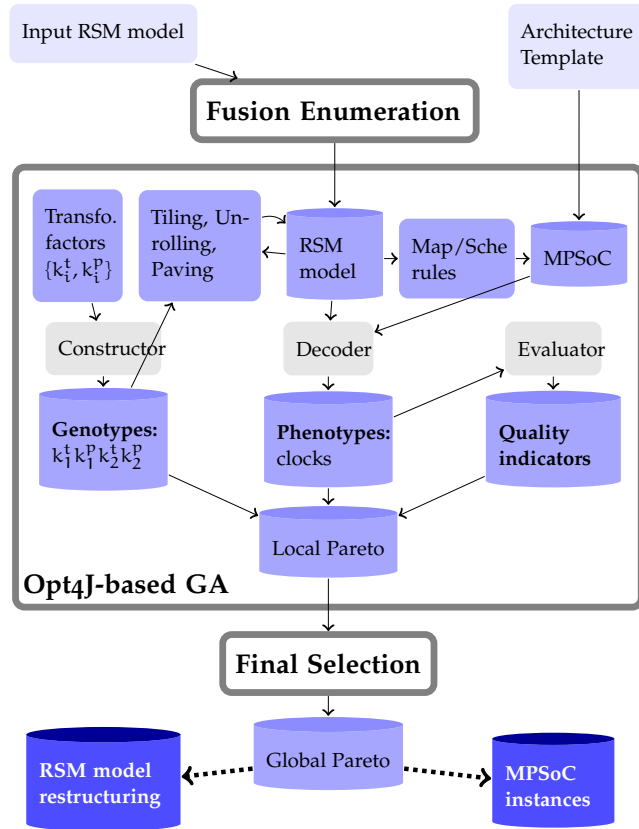 Input RSM model
Architecture
Template
Fusion Enumeration
Transfo.
factors
{k_i^t, k_i^p}
Tiling, Un-
rolling,
Paving
RSM
model
Map/Sche
rules
MPSoC
Constructor
Decoder
Evaluator
Genotypes:
k_1^t k_1^p k_2^t k_2^p
Phenotypes:
clocks
Quality
indicators
Local Pareto
Opt4J-based GA
Final Selection
Global Pareto
RSM model
restructuring
MPSoC
instances